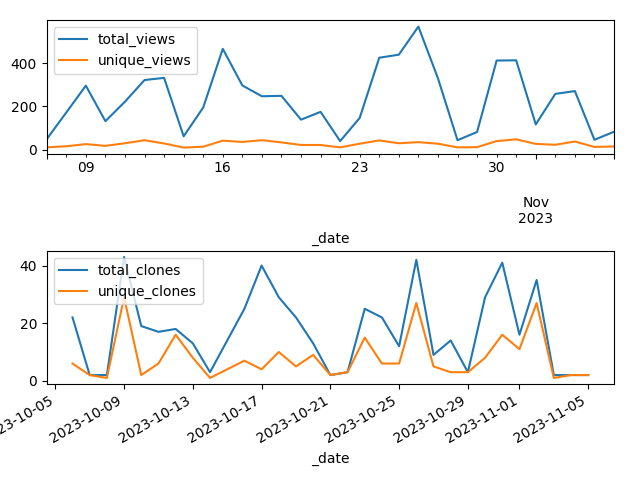 total_views
unique_views
400
200
0
09
16
23
30
Nov
2023
_date
total_clones
unique_clones
40
20
0
23-10-05
2023-10-09
2023-10-13
2023-10-17
2023-10-21
2023-10-25
2023-10-29
2023-11-01
2023-11-05
_date